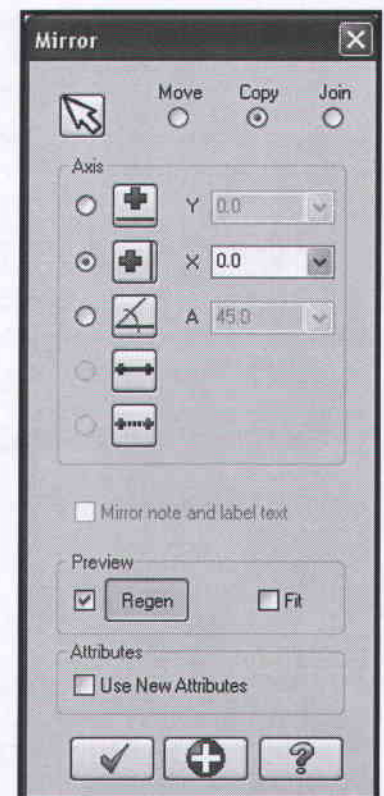 Mirror
Move Copy Join
Axis
Y 0.0
X 0.0
A 45.0
Mirror note and label text
Preview
Regen Fit
Attributes
Use New Attributes
?